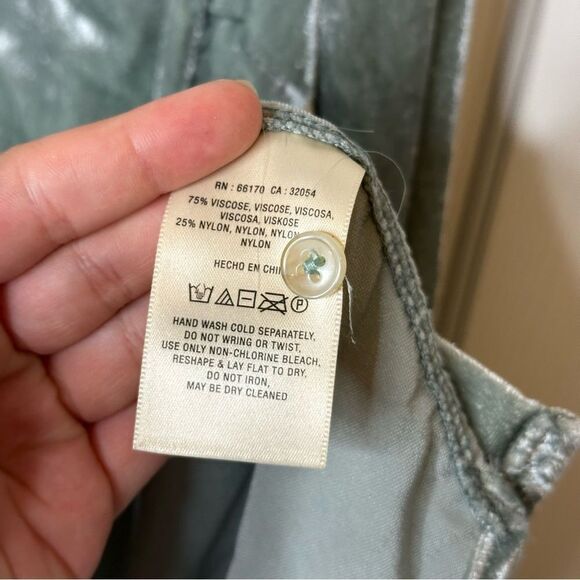 RN : 66170 CA : 32054
75% VISCOSE, VISCOSE, VISCOSA,
VISCOSA, VISKOSE
25% NYLON, NYLON,
NYLON
HECHO EN
P
HAND WASH COLD SEPARATELY.
DO NOT WRING OR TWIST,
USE ONLY NON-CHLORINE BLEACH,
RESHAPE & LAY FLAT TO DRY.
DO NOT IRON,
MAY BE DRY CLEANED